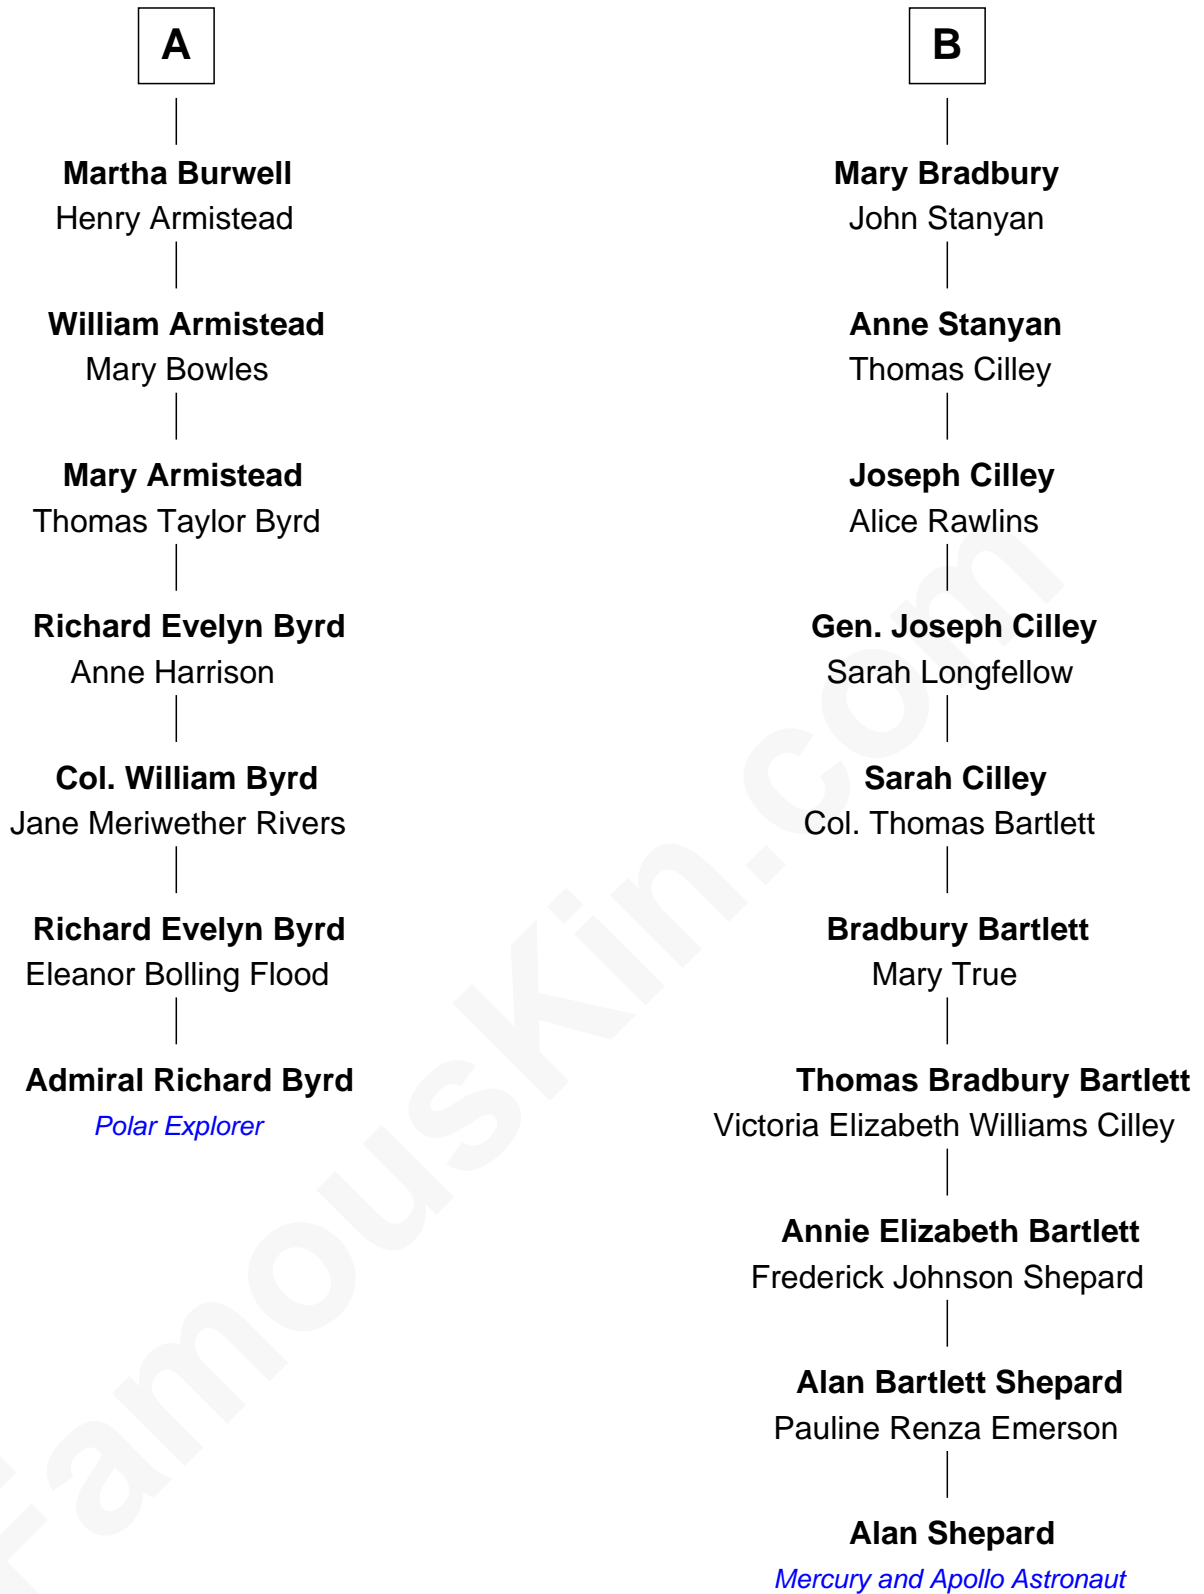 A
Martha Burwell
Henry Armistead
William Armistead
Mary Bowles
Mary Armistead
Thomas Taylor Byrd
Richard Evelyn Byrd
Anne Harrison
Col. William Byrd
Jane Meriwether Rivers
Richard Evelyn Byrd
Eleanor Bolling Flood
Admiral Richard Byrd
Polar Explorer
B
Mary Bradbury
John Stanyan
Anne Stanyan
Thomas Cilley
Joseph Cilley
Alice Rawlins
Gen. Joseph Cilley
Sarah Longfellow
Sarah Cilley
Col. Thomas Bartlett
Bradbury Bartlett
Mary True
Thomas Bradbury Bartlett
Victoria Elizabeth Williams Cilley
Annie Elizabeth Bartlett
Frederick Johnson Shepard
Alan Bartlett Shepard
Pauline Renza Emerson
Alan Shepard
Mercury and Apollo Astronaut
FamousKin.com